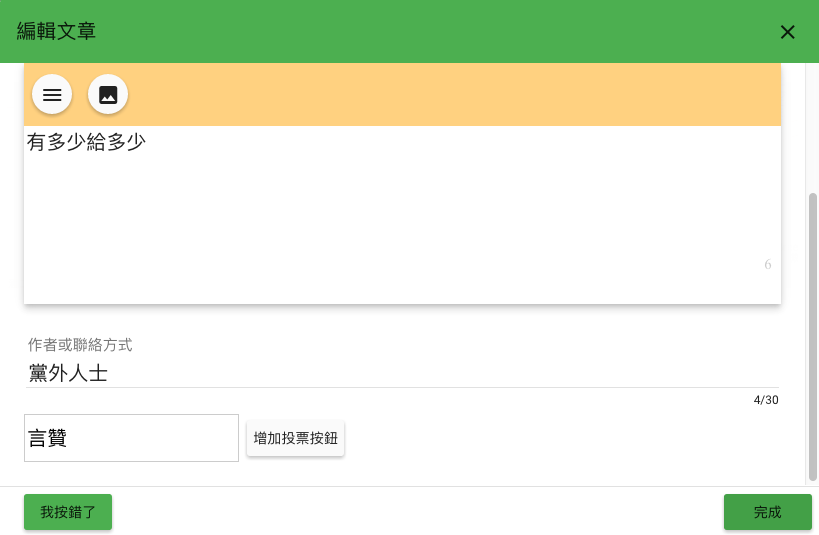 編輯文章
有多少給多少
6
作者或聯絡方式
黨外人士
4/30
言贊
增加投票按鈕
我按錯了
完成